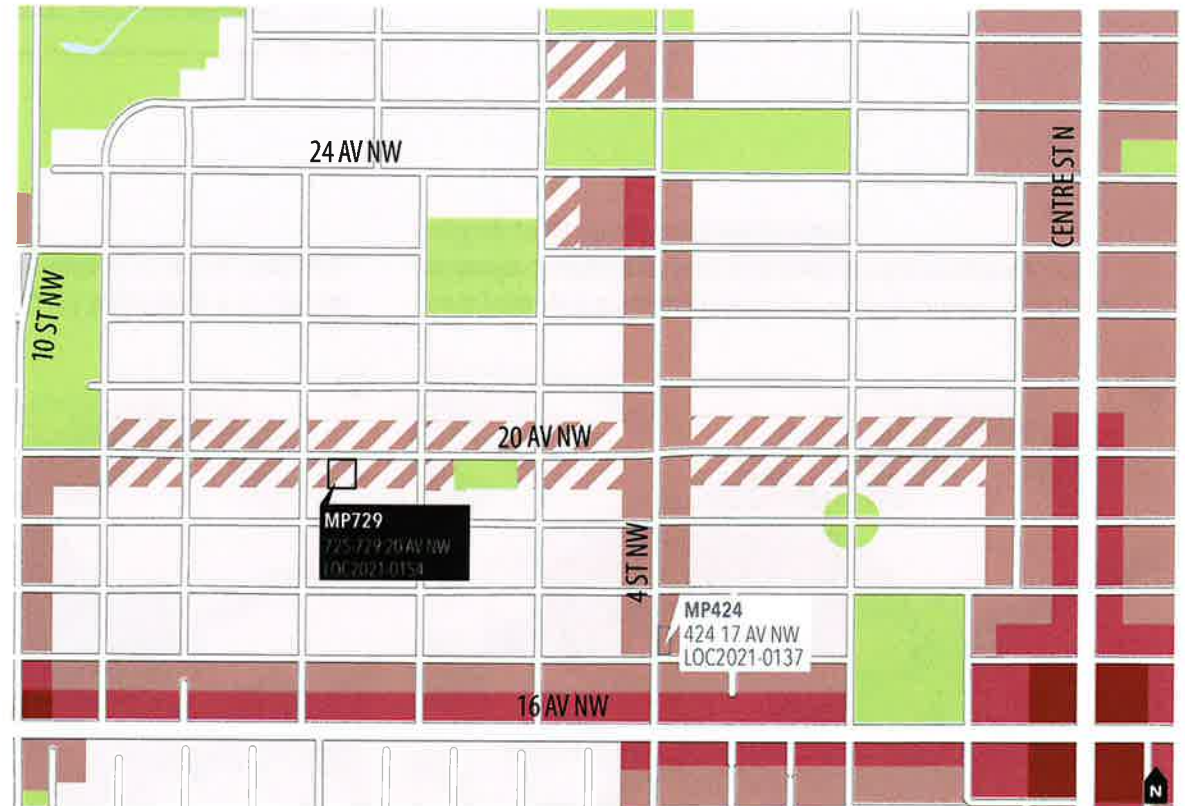 24 AV NW
CENTRE ST N
10 ST NW
20 AV NW
MP729
725-729 20 AV NW
LOC2021-0154
4 ST NW
MP424
424 17 AV NW
LOC2021-0137
16 AV NW
N